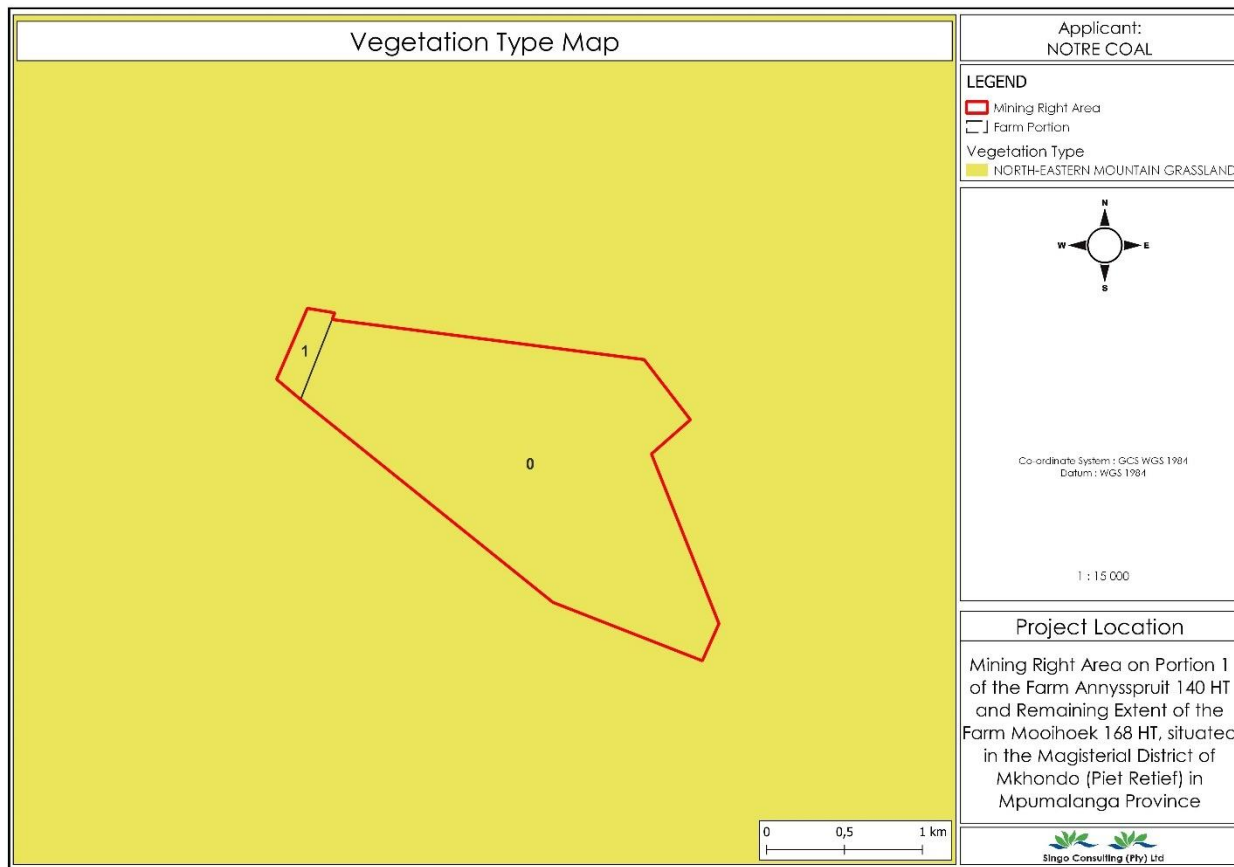 Vegetation Type Map
1
0
0 0,5 1 km
Applicant:
NOTRE COAL
LEGEND
Mining Right Area
Farm Portion
Vegetation Type
NORTH-EASTERN MOUNTAIN GRASSLAND
N
W E
S
Co-ordinate System : GCS WGS 1984
Datum : WGS 1984
1 : 15 000
Project Location
Mining Right Area on Portion 1
of the Farm Annysspruit 140 HT
and Remaining Extent of the
Farm Mooihoek 168 HT, situated
in the Magisterial District of
Mkhondo (Piet Retief) in
Mpumalanga Province
Singo Consulting (Pty) Ltd